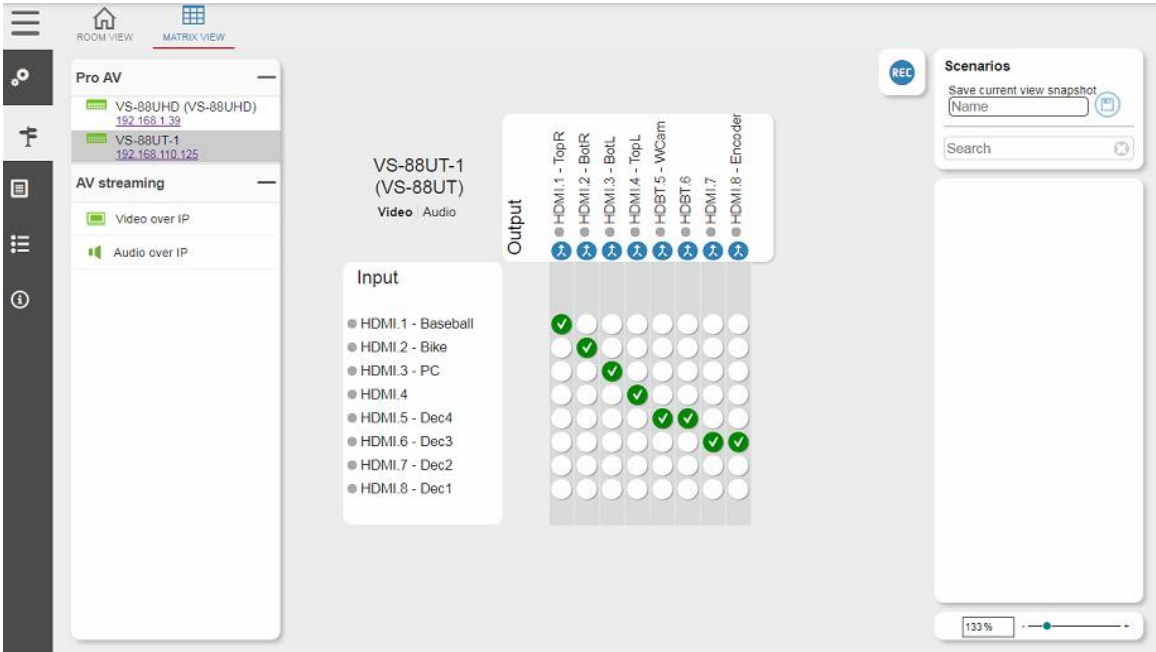 ROOM VIEW
MATRIX VIEW
Pro AV
VS-88UHD (VS-88UHD)
192.168.1.39
VS-88UT-1
192.168.110.125
AV streaming
Video over IP
Audio over IP
VS-88UT-1
(VS-88UT)
Video Audio
Output
HDMI.1 - TopR
HDMI.2 - BotR
HDMI.3 - BotL
HDMI.4 - TopL
HDBT.5 - WCam
HDBT.6
HDMI.7
HDMI.8 - Encoder
Input
HDMI.1 - Baseball
HDMI.2 - Bike
HDMI.3 - PC
HDMI.4
HDMI.5 - Dec4
HDMI.6 - Dec3
HDMI.7 - Dec2
HDMI.8 - Dec1
REC
Scenarios
Save current view snapshot
Name
Search
133 %
- +